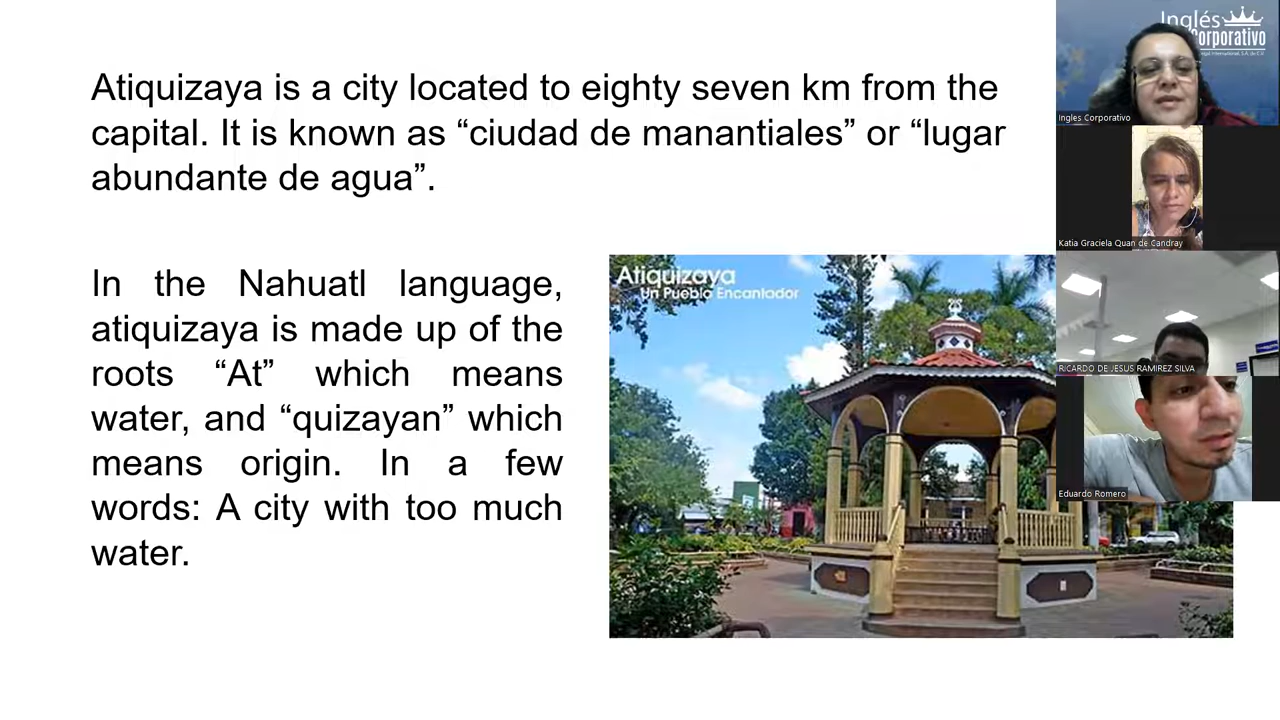 Atiquizaya is a city located to eighty seven km from the
capital. It is known as “ciudad de manantiales” or “lugar
abundante de agua”.
In the Nahuatl language,
atiquizaya is made up of the
roots “At” which means
water, and “quizayan” which
means origin. In a few
words: A city with too much
water.
Atiquizaya
Un Pueblo Encantador
Inglés
Corporativo
Ingles Corporativo
Katia Graciela Quan de Candray
RICARDO DE JESUS RAMIREZ SILVA
Eduardo Romero